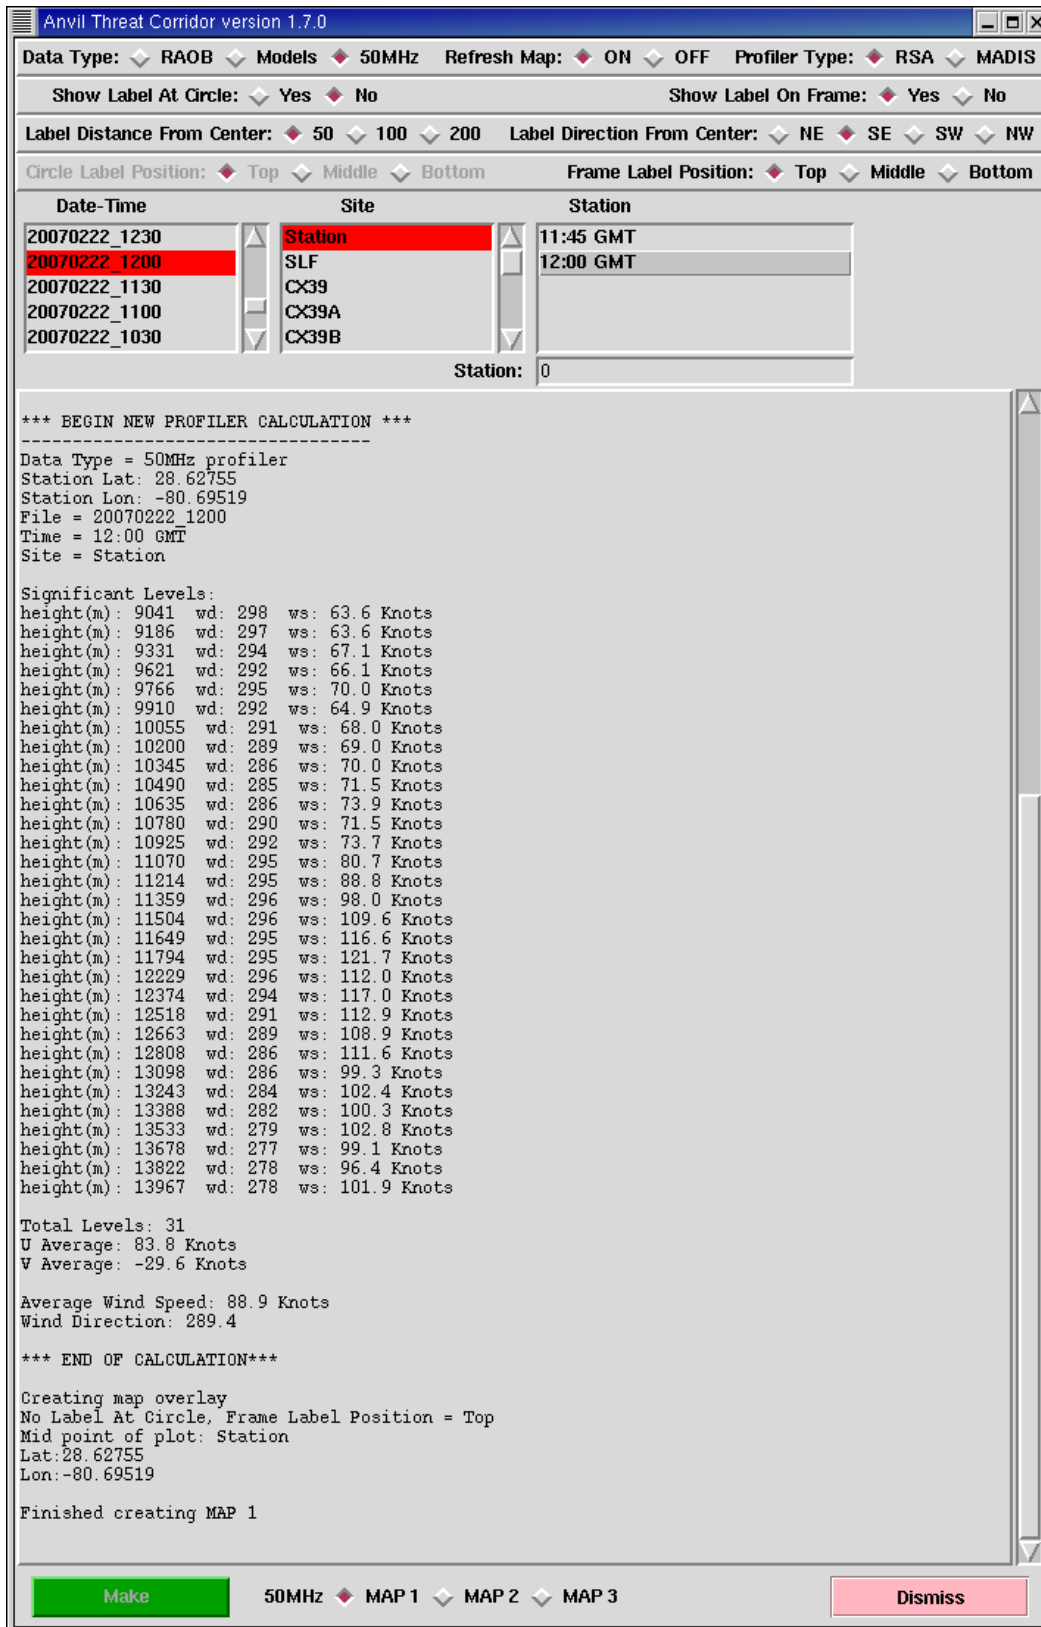 Anvil Threat Corridor version 1.7.0
Data Type: RAOB Models 50MHz Refresh Map: ON OFF Profiler Type: RSA MADIS
Show Label At Circle: Yes No Show Label On Frame: Yes No
Label Distance From Center: 50 100 200 Label Direction From Center: NE SE SW NW
Circle Label Position: Top Middle Bottom Frame Label Position: Top Middle Bottom
Date-Time Site Station
20070222_1230 Station 11:45 GMT
20070222_1200 SLF 12:00 GMT
20070222_1130 CX39
20070222_1100 CX39A
20070222_1030 CX39B
Station: 0
*** BEGIN NEW PROFILER CALCULATION ***
----------------------------------
Data Type = 50MHz profiler
Station Lat: 28.62755
Station Lon: -80.69519
File = 20070222_1200
Time = 12:00 GMT
Site = Station
Significant Levels:
height(m): 9041 wd: 298 ws: 63.6 Knots
height(m): 9186 wd: 297 ws: 63.6 Knots
height(m): 9331 wd: 294 ws: 67.1 Knots
height(m): 9621 wd: 292 ws: 66.1 Knots
height(m): 9766 wd: 295 ws: 70.0 Knots
height(m): 9910 wd: 292 ws: 64.9 Knots
height(m): 10055 wd: 291 ws: 68.0 Knots
height(m): 10200 wd: 289 ws: 69.0 Knots
height(m): 10345 wd: 286 ws: 70.0 Knots
height(m): 10490 wd: 285 ws: 71.5 Knots
height(m): 10635 wd: 286 ws: 73.9 Knots
height(m): 10780 wd: 290 ws: 71.5 Knots
height(m): 10925 wd: 292 ws: 73.7 Knots
height(m): 11070 wd: 295 ws: 80.7 Knots
height(m): 11214 wd: 295 ws: 88.8 Knots
height(m): 11359 wd: 296 ws: 98.0 Knots
height(m): 11504 wd: 296 ws: 109.6 Knots
height(m): 11649 wd: 295 ws: 116.6 Knots
height(m): 11794 wd: 295 ws: 121.7 Knots
height(m): 12229 wd: 296 ws: 112.0 Knots
height(m): 12374 wd: 294 ws: 117.0 Knots
height(m): 12518 wd: 291 ws: 112.9 Knots
height(m): 12663 wd: 289 ws: 108.9 Knots
height(m): 12808 wd: 286 ws: 111.6 Knots
height(m): 13098 wd: 286 ws: 99.3 Knots
height(m): 13243 wd: 284 ws: 102.4 Knots
height(m): 13388 wd: 282 ws: 100.3 Knots
height(m): 13533 wd: 279 ws: 102.8 Knots
height(m): 13678 wd: 277 ws: 99.1 Knots
height(m): 13822 wd: 278 ws: 96.4 Knots
height(m): 13967 wd: 278 ws: 101.9 Knots
Total Levels: 31
U Average: 83.8 Knots
V Average: -29.6 Knots
Average Wind Speed: 88.9 Knots
Wind Direction: 289.4
*** END OF CALCULATION***
Creating map overlay
No Label At Circle, Frame Label Position = Top
Mid point of plot: Station
Lat:28.62755
Lon:-80.69519
Finished creating MAP 1
Make 50MHz MAP 1 MAP 2 MAP 3 Dismiss